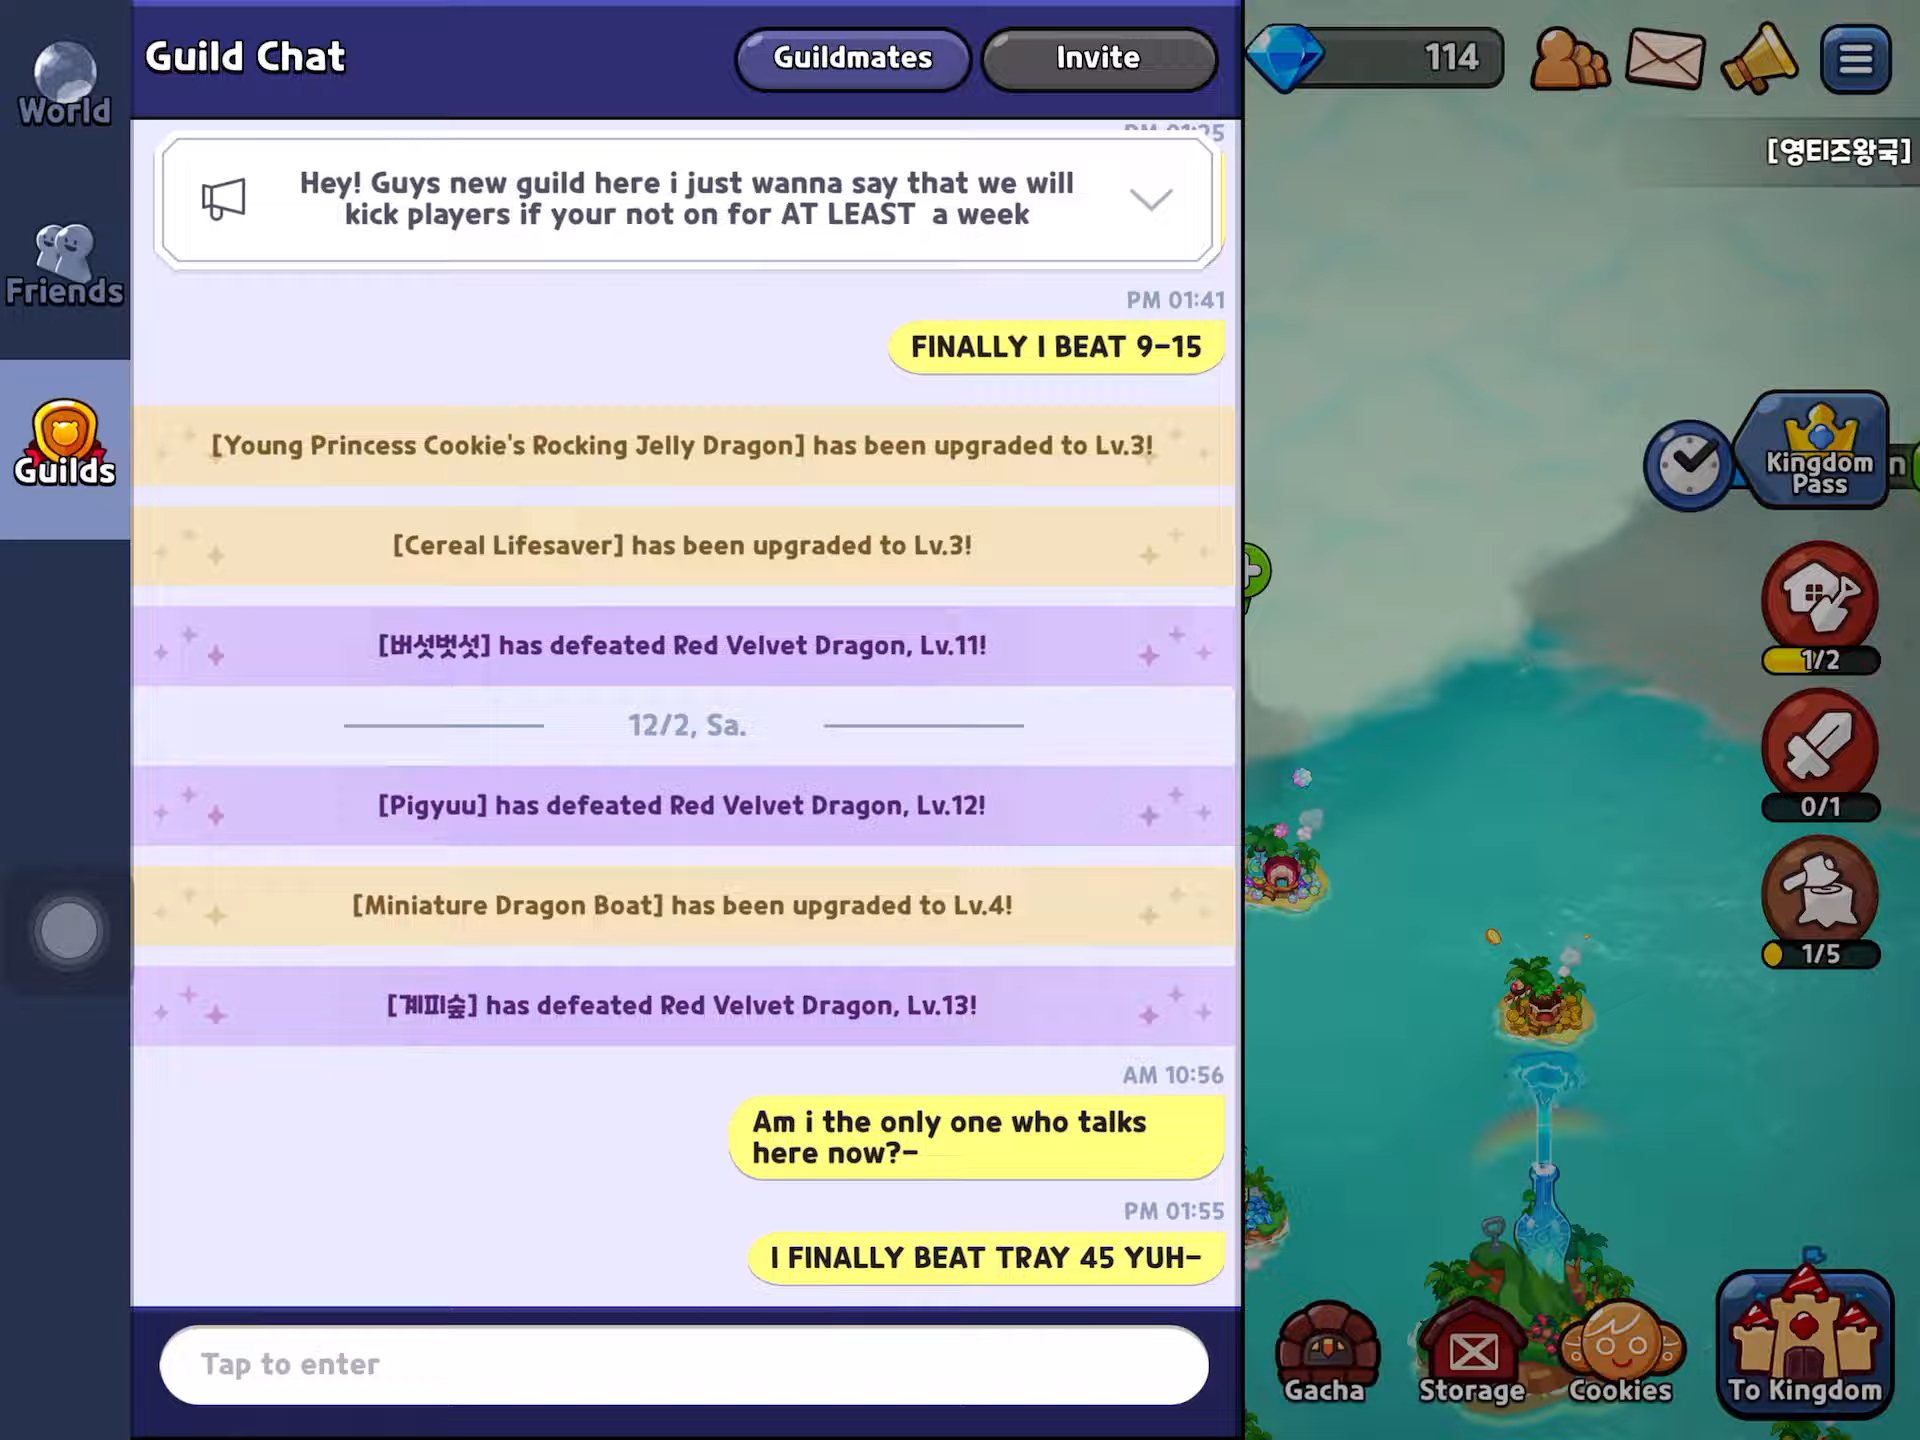 World
Friends
Guilds
Guild Chat
Guildmates
Invite
PM 01:25
Hey! Guys new guild here i just wanna say that we will
kick players if your not on for AT LEAST a week
PM 01:41
FINALLY I BEAT 9-15
[Young Princess Cookie's Rocking Jelly Dragon] has been upgraded to Lv.3!
[Cereal Lifesaver] has been upgraded to Lv.3!
[버섯벗섯] has defeated Red Velvet Dragon, Lv.11!
12/2, Sa.
[Pigyuu] has defeated Red Velvet Dragon, Lv.12!
[Miniature Dragon Boat] has been upgraded to Lv.4!
[계피숲] has defeated Red Velvet Dragon, Lv.13!
AM 10:56
Am i the only one who talks
here now?-
PM 01:55
I FINALLY BEAT TRAY 45 YUH-
Tap to enter
114
[영티즈왕국]
Kingdom
Pass
1/2
0/1
1/5
Gacha
Storage
Cookies
To Kingdom